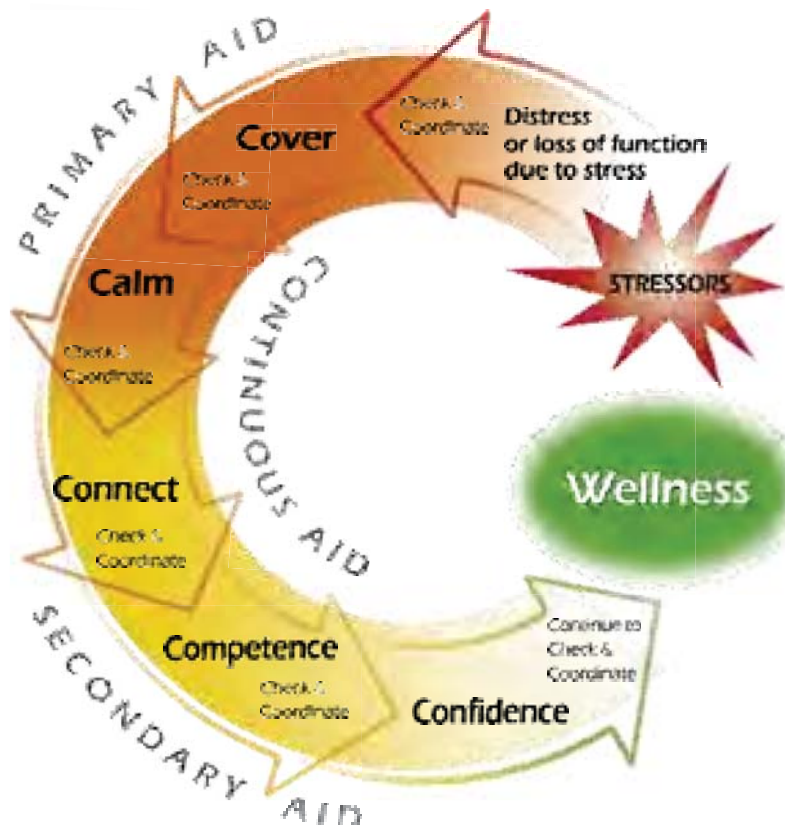 PRIMARY AID
STRESSORS
Distress
or loss of function
due to stress
Check &
Coordinate
Cover
Check &
Coordinate
Calm
Check &
Coordinate
CONTINUOUS AID
Connect
Check &
Coordinate
SECONDARY AID
Competence
Check &
Coordinate
Confidence
Continue to
Check &
Coordinate
Wellness